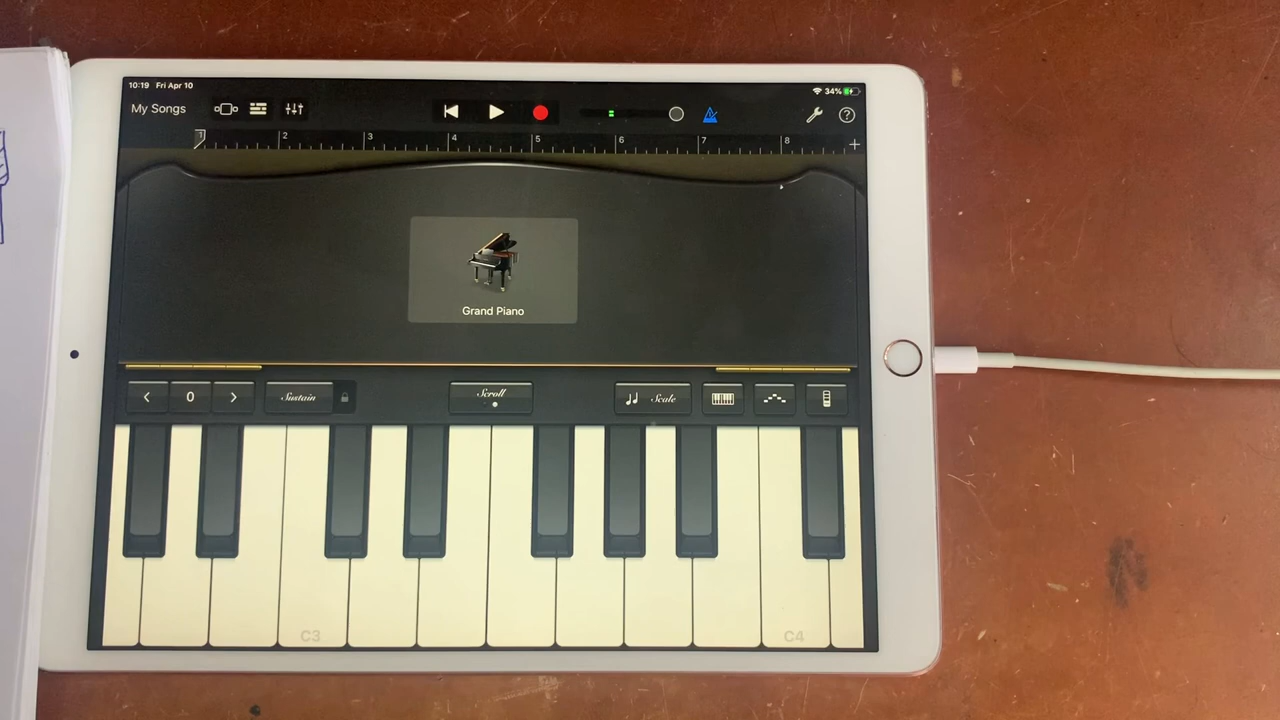 10:19 Fri Apr 10
34%
My Songs
?
1 2 3 4 5 6 7 8 +
Grand Piano
0 Sustain Scroll Scale
C3 C4